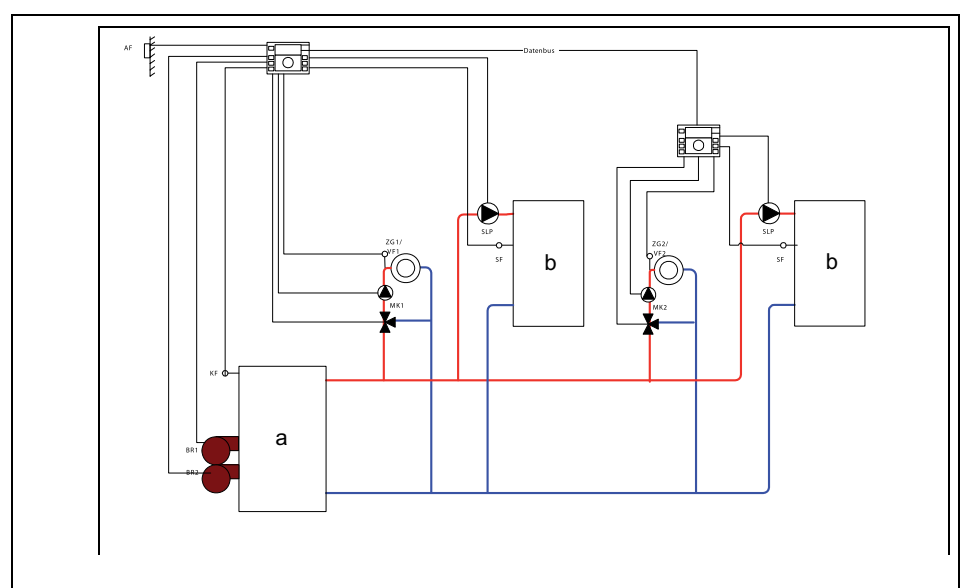 AF
Datenbus
ZG1/
VF1
SLP
SF
b
MK1
ZG2/
VF2
SLP
SF
b
MK2
KF
a
BR1
BR2